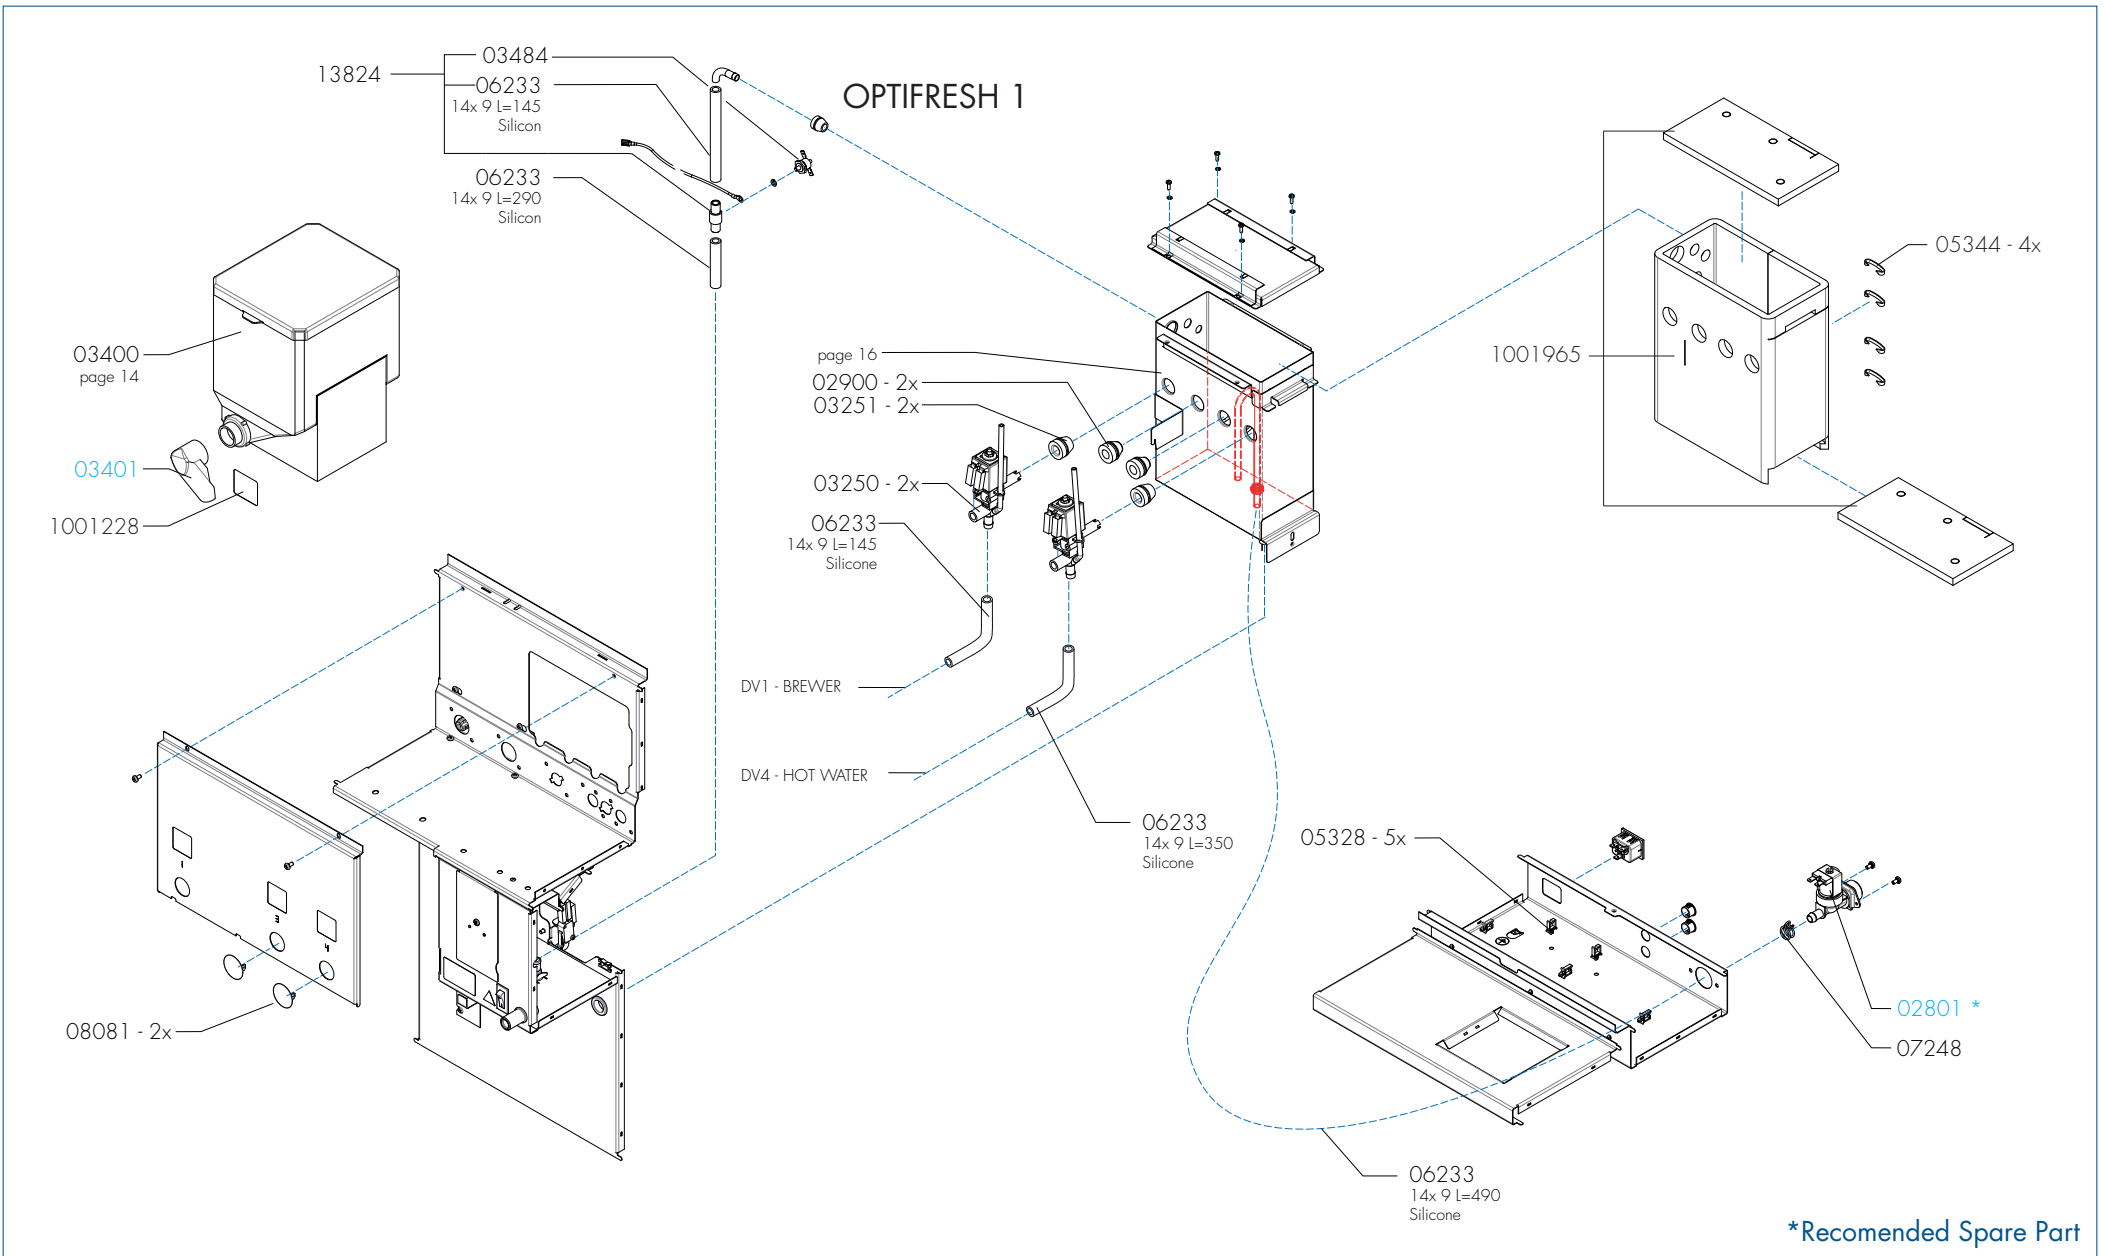 OPTIFRESH 1
13824
03484
06233
14x 9 L=145
Silicon
06233
14x 9 L=290
Silicon
03400
page 14
03401
1001228
page 16
02900 - 2x
03251 - 2x
03250 - 2x
06233
14x 9 L=145
Silicone
05344 - 4x
1001965
DV1 - BREWER
DV4 - HOT WATER
06233
14x 9 L=350
Silicone
05328 - 5x
1
3
4
08081 - 2x
02801 *
07248
06233
14x 9 L=490
Silicone
*Recomended Spare Part